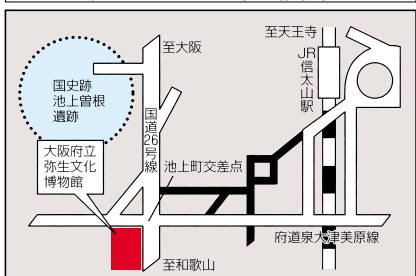 至天王寺
至大阪
JR信太山駅
国史跡
池上曽根
遺跡
国道26号線
大阪府立
弥生文化
博物館
池上町交差点
府道泉大津美原線
至和歌山